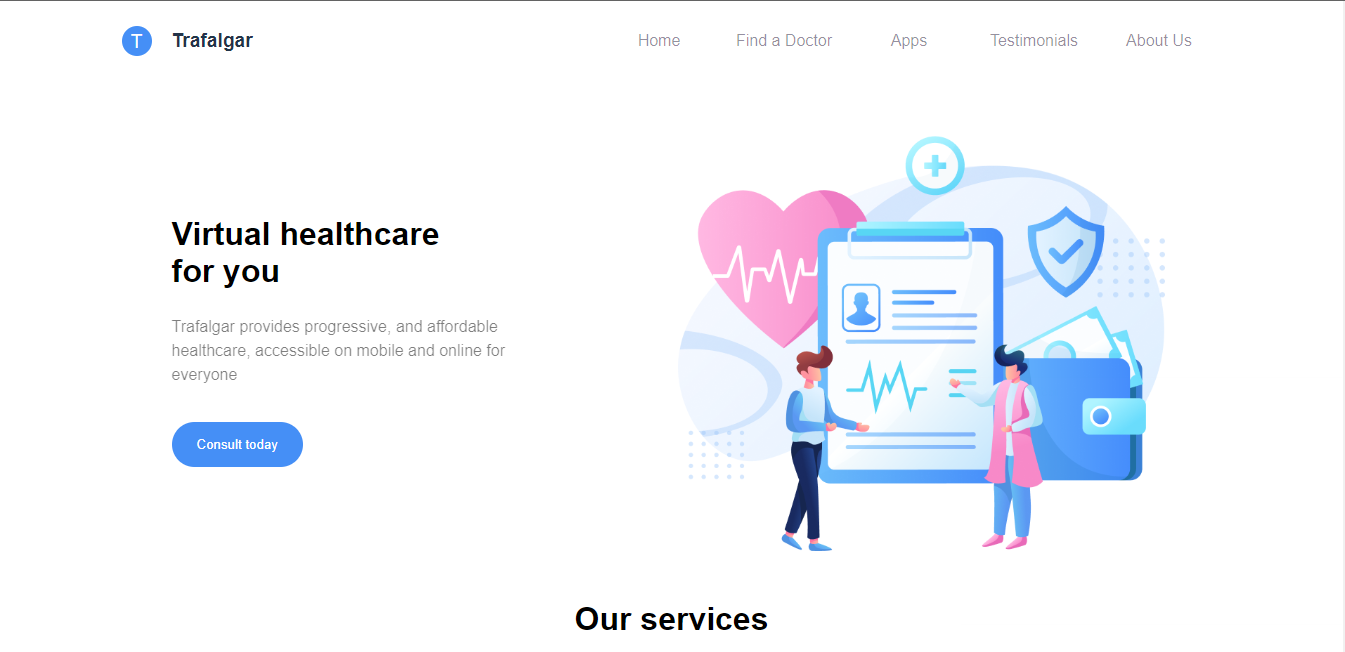 T Trafalgar Home Find a Doctor Apps Testimonials About Us
Virtual healthcare
for you
Trafalgar provides progressive, and affordable
healthcare, accessible on mobile and online for
everyone
Consult today
Our services